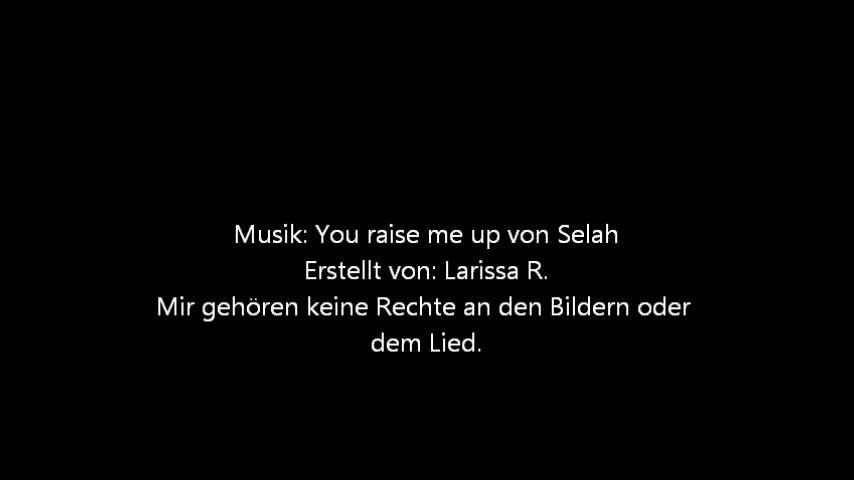 Musik: You raise me up von Selah
Erstellt von: Larissa R.
Mir gehören keine Rechte an den Bildern oder
dem Lied.